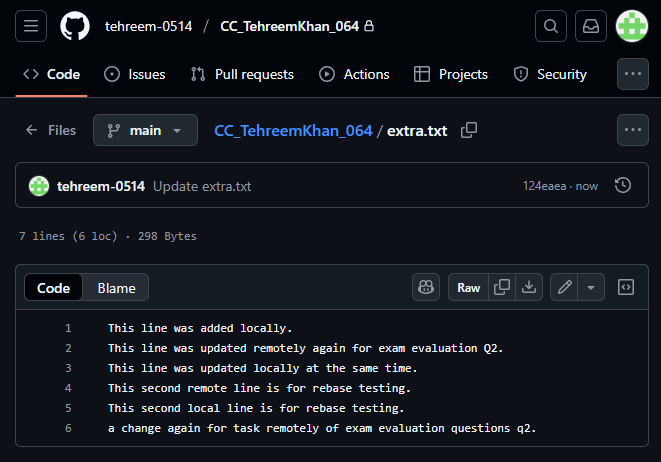 tehreem-0514 / CC_TehreemKhan_064
Code Issues Pull requests Actions Projects Security
Files main CC_TehreemKhan_064 / extra.txt
tehreem-0514 Update extra.txt 124eaea · now
7 lines (6 loc) · 298 Bytes
Code Blame Raw
1 This line was added locally.
2 This line was updated remotely again for exam evaluation Q2.
3 This line was updated locally at the same time.
4 This second remote line is for rebase testing.
5 This second local line is for rebase testing.
6 a change again for task remotely of exam evaluation questions q2.